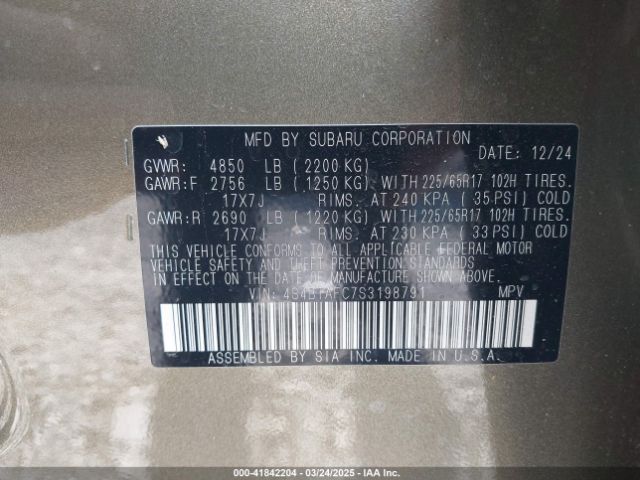 MFD BY SUBARU CORPORATION
DATE: 12/24
GVWR: 4850 LB (2200 KG)
GAWR:F 2756 LB (1250 KG) WITH 225/65R17 102H TIRES.
17X7J RIMS. AT 240 KPA (35 PSI) COLD
GAWR:R 2690 LB (1220 KG) WITH 225/65R17 102H TIRES.
17X7J RIMS. AT 230 KPA (33 PSI) COLD
THIS VEHICLE CONFORMS TO ALL APPLICABLE FEDERAL MOTOR
VEHICLE SAFETY AND THEFT PREVENTION STANDARDS
IN EFFECT ON THE DATE OF MANUFACTURE SHOWN ABOVE.
VIN: 4S4BTAFC7S3198791 MPV
ASSEMBLED BY SIA INC. MADE IN U.S.A.
000-41842204 - 03/24/2025 - IAA Inc.